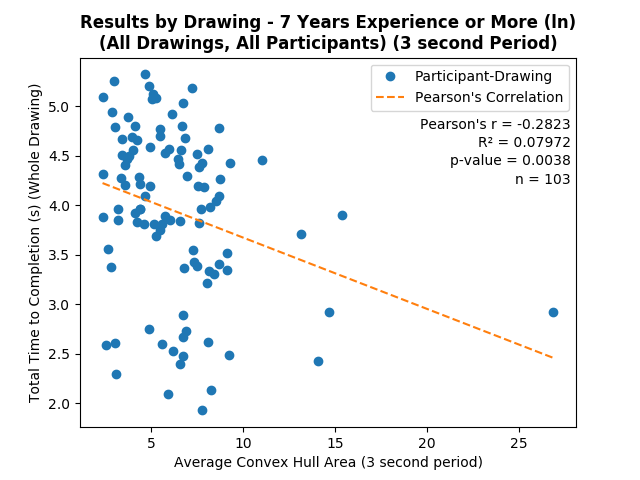 Results by Drawing - 7 Years Experience or More (ln)
(All Drawings, All Participants) (3 second Period)
Participant-Drawing
Pearson's Correlation
Pearson's r = -0.2823
R² = 0.07972
p-value = 0.0038
n = 103
Total Time to Completion (s) (Whole Drawing)
5.0
4.5
4.0
3.5
3.0
2.5
2.0
5 10 15 20 25
Average Convex Hull Area (3 second period)